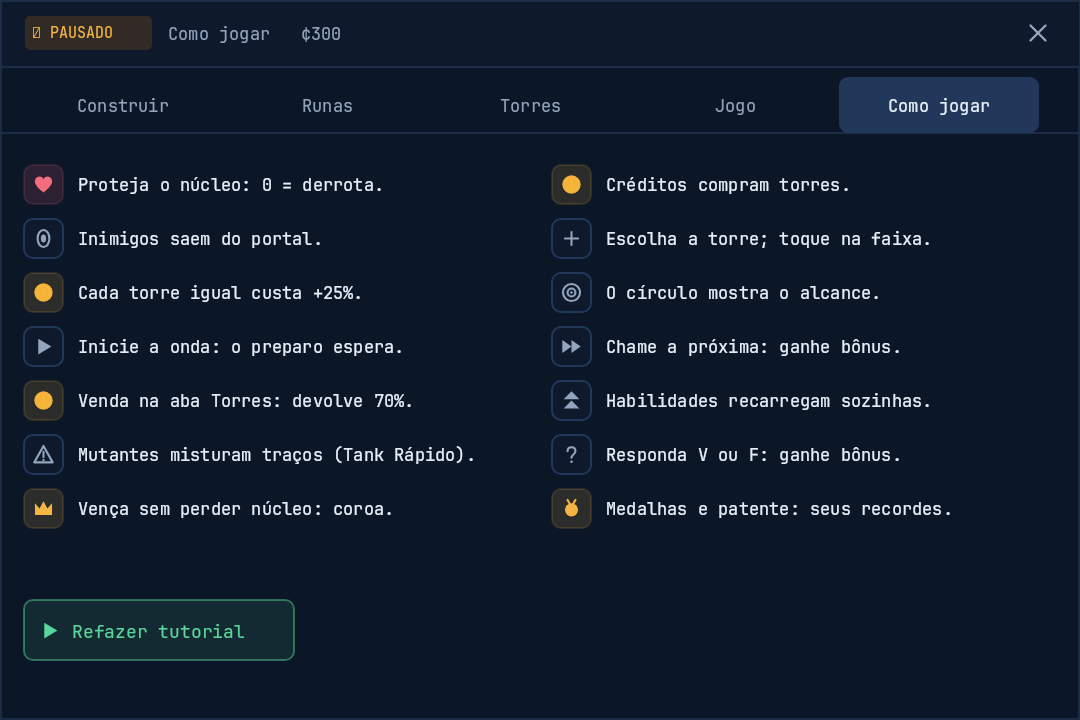 PAUSADO Como jogar ¢300
Construir Runas Torres Jogo Como jogar
Proteja o núcleo: 0 = derrota.
Créditos compram torres.
Inimigos saem do portal.
Escolha a torre; toque na faixa.
Cada torre igual custa +25%.
O círculo mostra o alcance.
Inicie a onda: o preparo espera.
Chame a próxima: ganhe bônus.
Venda na aba Torres: devolve 70%.
Habilidades recarregam sozinhas.
Mutantes misturam traços (Tank Rápido).
Responda V ou F: ganhe bônus.
Vença sem perder núcleo: coroa.
Medalhas e patente: seus recordes.
Refazer tutorial